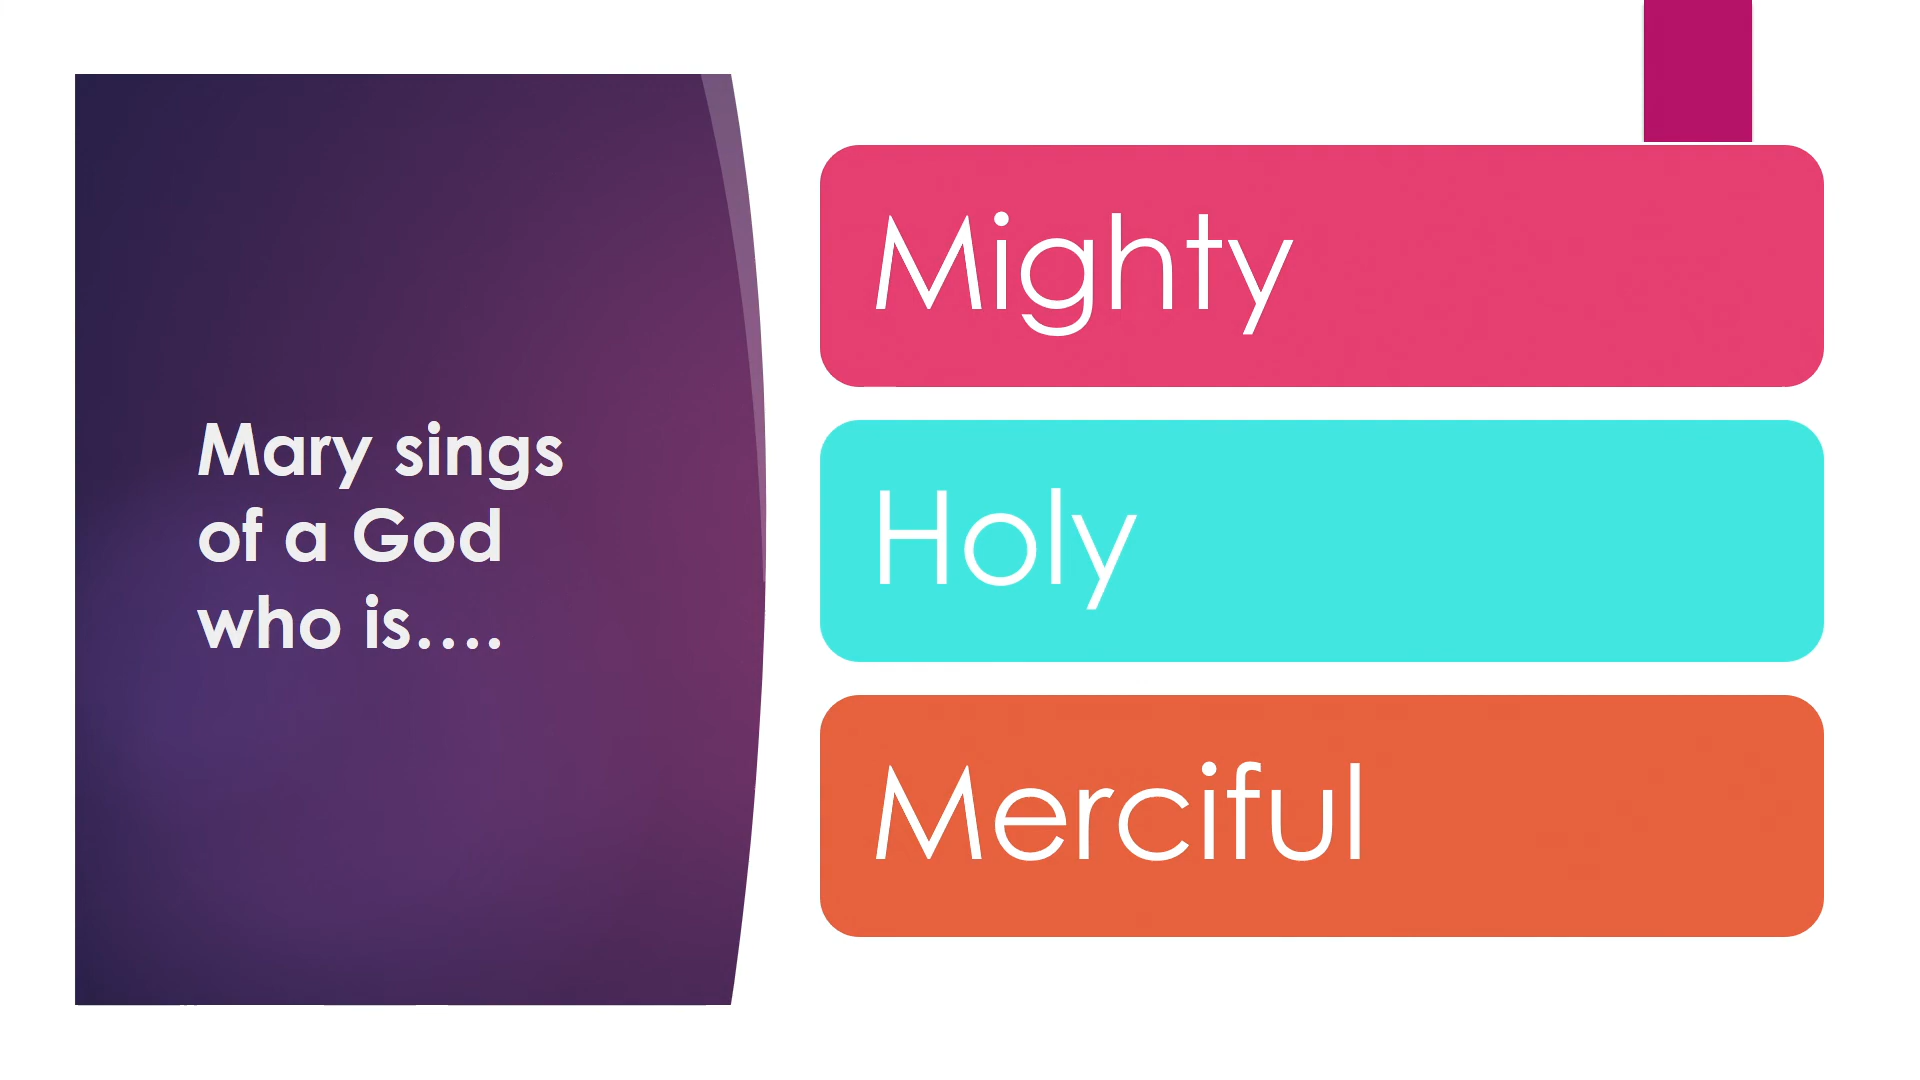 Mary sings
of a God
who is....
Mighty
Holy
Merciful